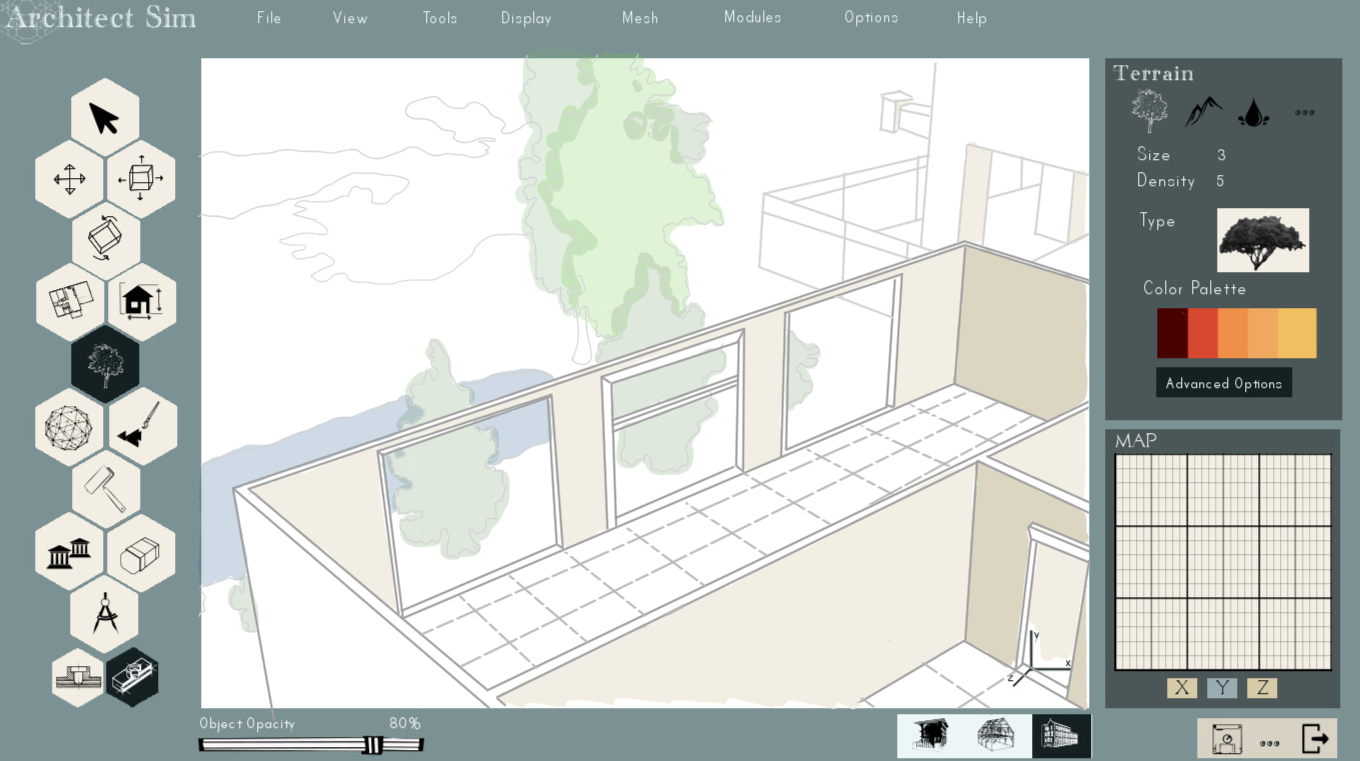 Architect Sim
File View Tools Display Mesh Modules Options Help
Terrain
Size 3
Density 5
Type
Color Palette
Advanced Options
MAP
y
x
z
X Y Z
Object Opacity 80%